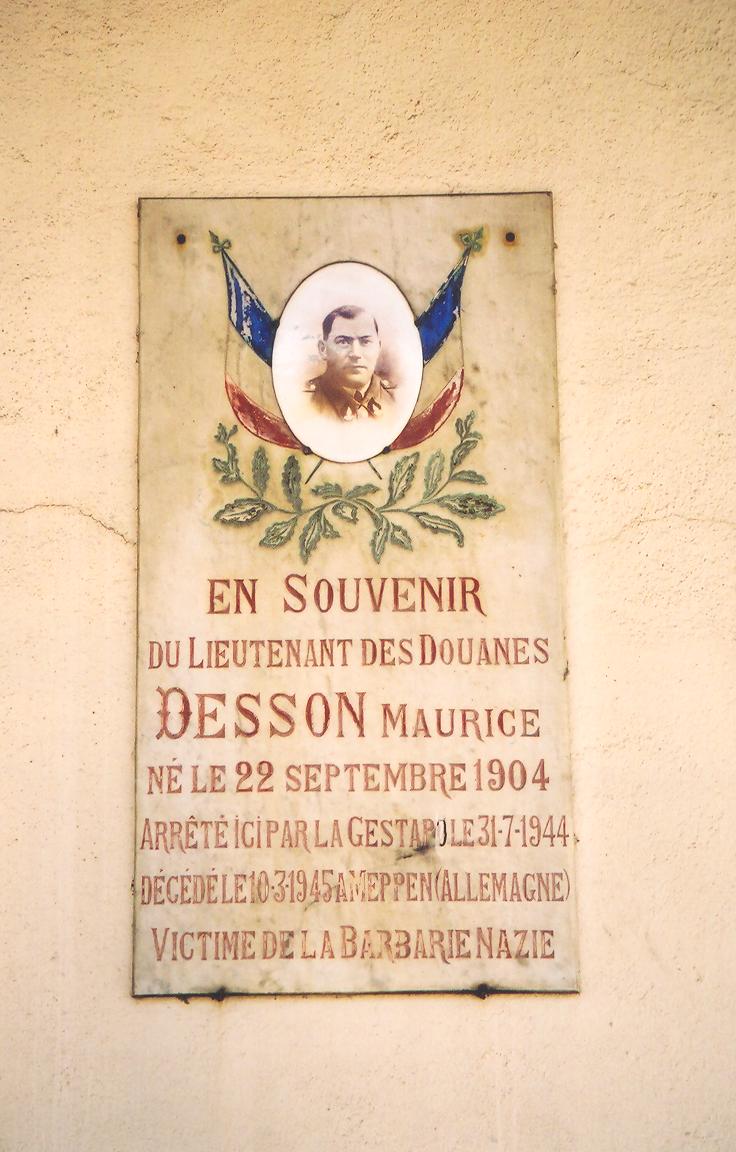 EN SOUVENIR
DU LIEUTENANT DES DOUANES
DESSON MAURICE
NÉ LE 22 SEPTEMBRE 1904
ARRÊTÉ ICI PAR LA GESTAPO LE 31-7-1944
DÉCÉDÉ LE 10-3-1945 A MEPPEN (ALLEMAGNE)
VICTIME DE LA BARBARIE NAZIE